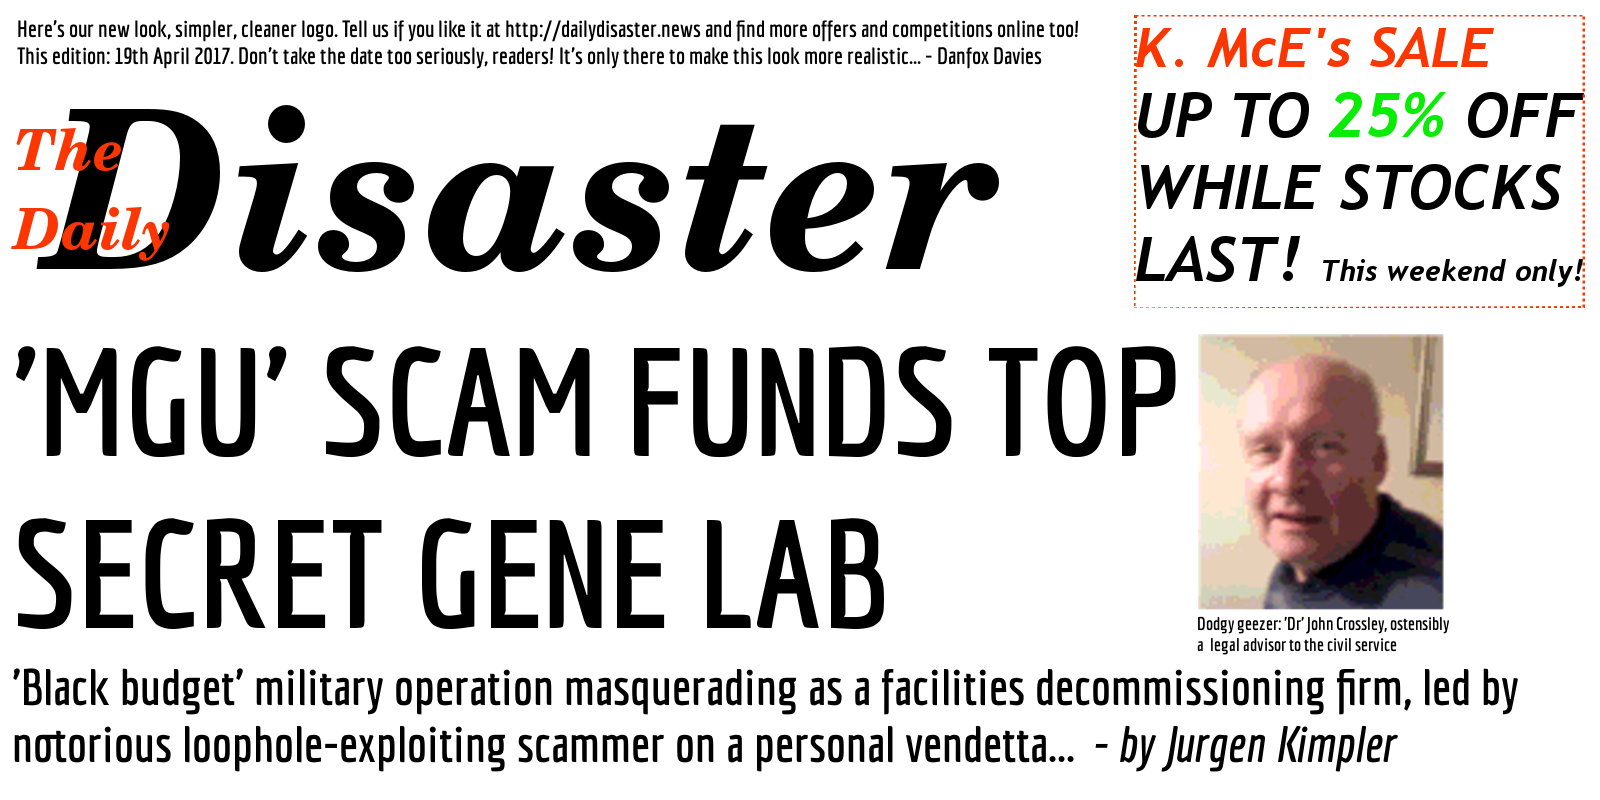 Here's our new look, simpler, cleaner logo. Tell us if you like it at http://dailydisaster.news and find more offers and competitions online too!
This edition: 19th April 2017. Don't take the date too seriously, readers! It's only there to make this look more realistic... - Danfox Davies
The
Daily
Disaster
K. McE's SALE
UP TO 25% OFF
WHILE STOCKS
LAST! This weekend only!
'MGU' SCAM FUNDS TOP
SECRET GENE LAB
Dodgy geezer: 'Dr' John Crossley, ostensibly
a legal advisor to the civil service
'Black budget' military operation masquerading as a facilities decommissioning firm, led by
notorious loophole-exploiting scammer on a personal vendetta... - by Jurgen Kimpler